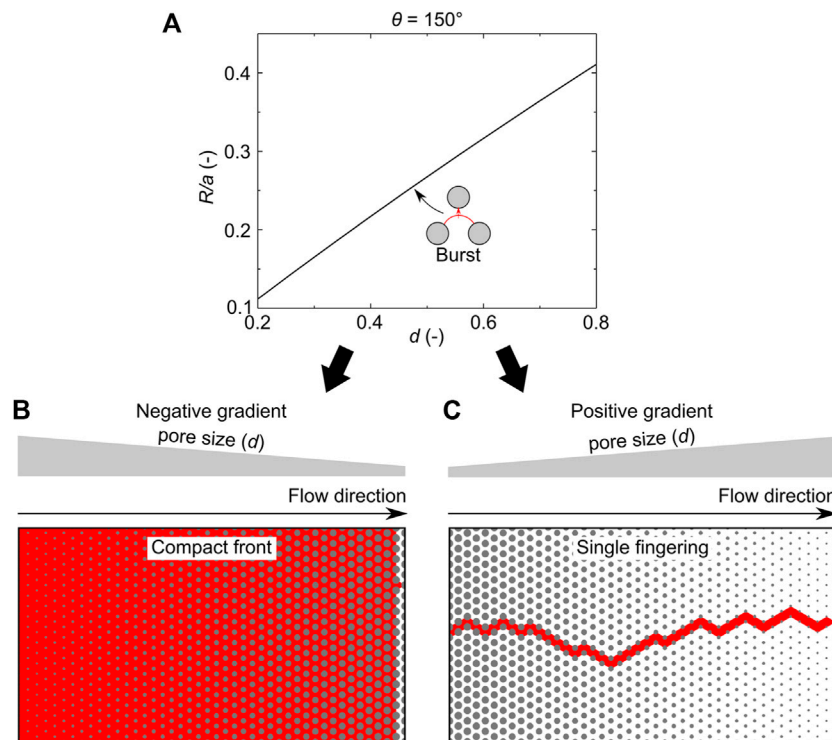 A
θ = 150°
0.4
0.3
0.2
0.1
R/a (-)
Burst
0.2 0.4 0.6 0.8
d (-)
B
Negative gradient
pore size (d)
Flow direction
Compact front
C
Positive gradient
pore size (d)
Flow direction
Single fingering